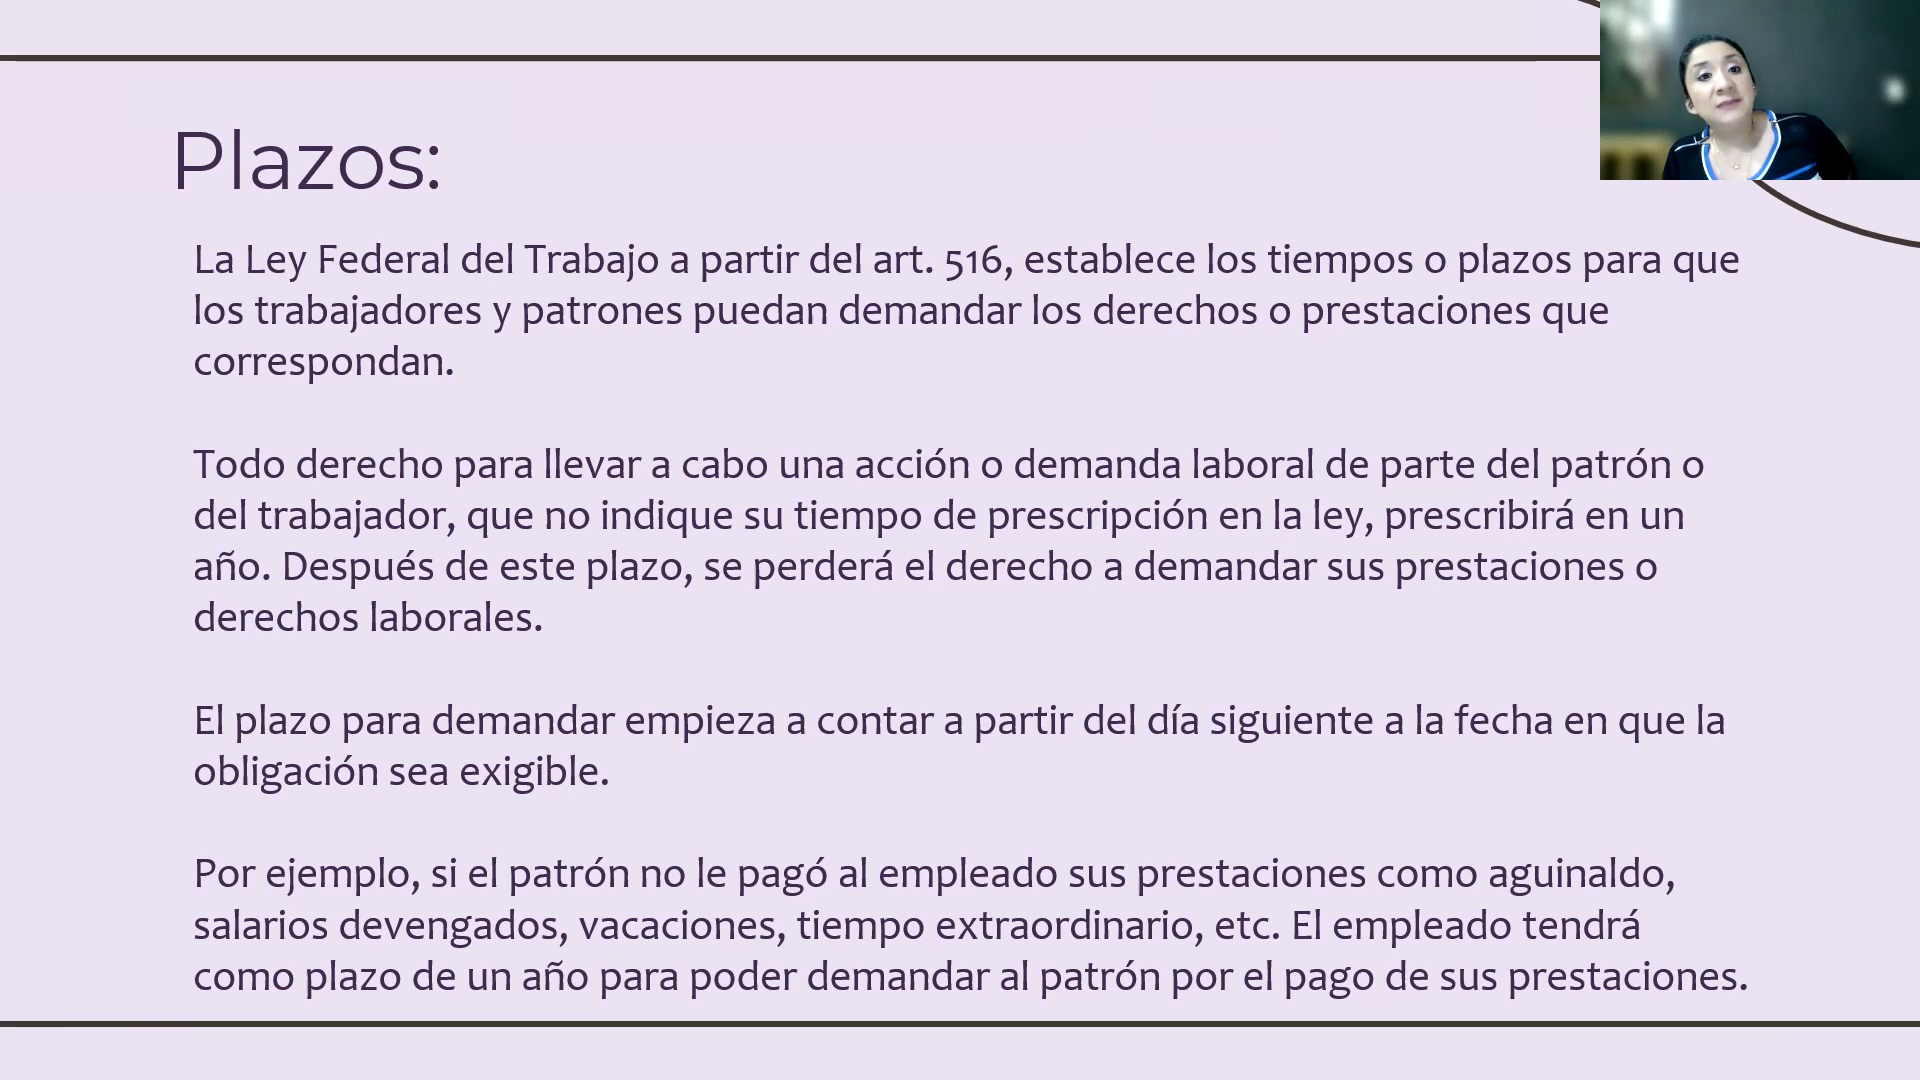 Plazos:
La Ley Federal del Trabajo a partir del art. 516, establece los tiempos o plazos para que
los trabajadores y patrones puedan demandar los derechos o prestaciones que
correspondan.
Todo derecho para llevar a cabo una acción o demanda laboral de parte del patrón o
del trabajador, que no indique su tiempo de prescripción en la ley, prescribirá en un
año. Después de este plazo, se perderá el derecho a demandar sus prestaciones o
derechos laborales.
El plazo para demandar empieza a contar a partir del día siguiente a la fecha en que la
obligación sea exigible.
Por ejemplo, si el patrón no le pagó al empleado sus prestaciones como aguinaldo,
salarios devengados, vacaciones, tiempo extraordinario, etc. El empleado tendrá
como plazo de un año para poder demandar al patrón por el pago de sus prestaciones.